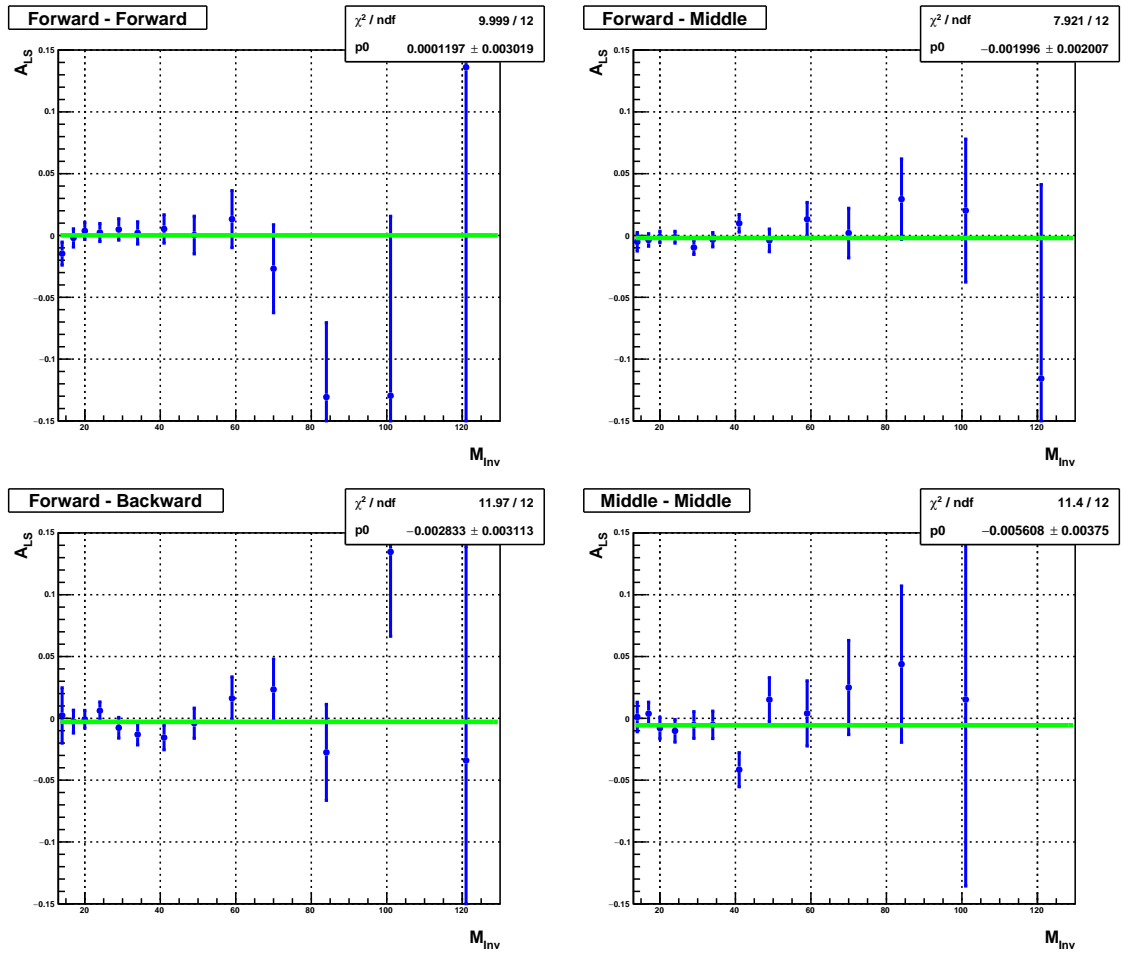 Forward - Forward
χ² / ndf 9.999 / 12
p0 0.0001197 ± 0.003019
A_LS
0.15
0.1
0.05
0
−0.05
−0.1
−0.15
20 40 60 80 100 120
M_Inv
Forward - Middle
χ² / ndf 7.921 / 12
p0 −0.001996 ± 0.002007
A_LS
0.15
0.1
0.05
0
−0.05
−0.1
−0.15
20 40 60 80 100 120
M_Inv
Forward - Backward
χ² / ndf 11.97 / 12
p0 −0.002833 ± 0.003113
A_LS
0.15
0.1
0.05
0
−0.05
−0.1
−0.15
20 40 60 80 100 120
M_Inv
Middle - Middle
χ² / ndf 11.4 / 12
p0 −0.005608 ± 0.00375
A_LS
0.15
0.1
0.05
0
−0.05
−0.1
−0.15
20 40 60 80 100 120
M_Inv